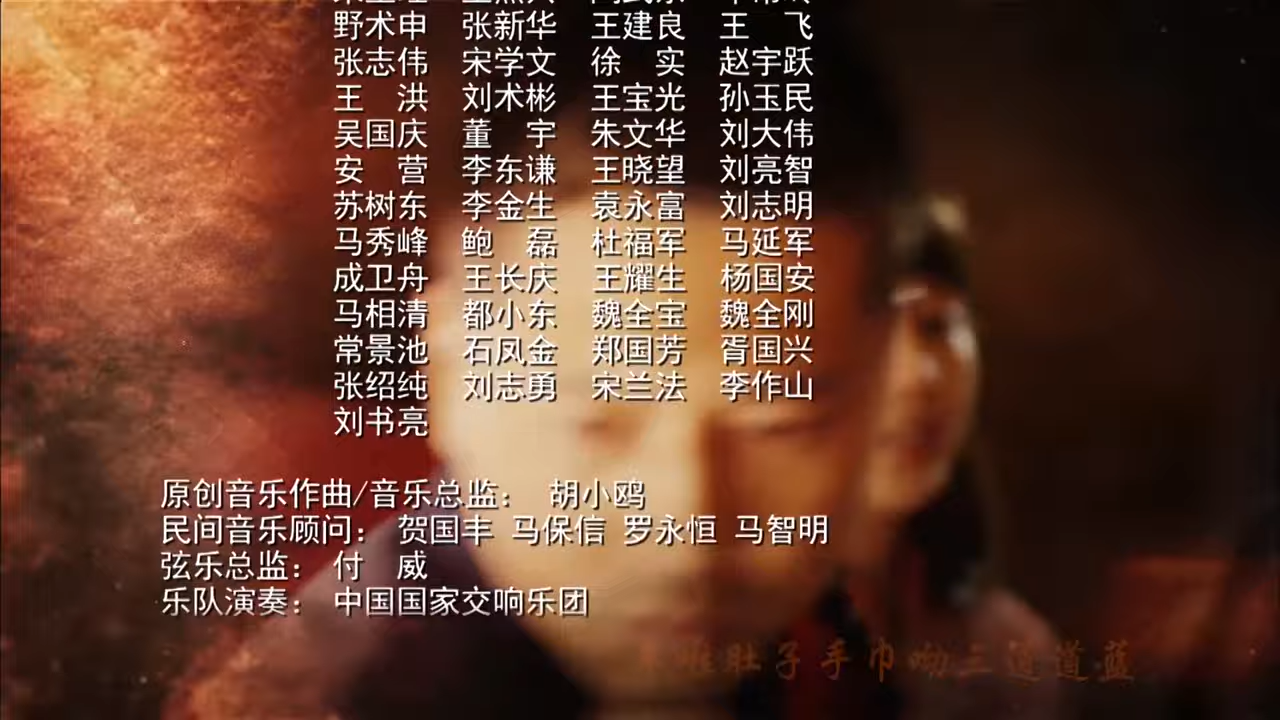 野术申 张新华 王建良 王 飞
张志伟 宋学文 徐 实 赵宇跃
王 洪 刘术彬 王宝光 孙玉民
吴国庆 董 宇 朱文华 刘大伟
安 营 李东谦 王晓望 刘亮智
苏树东 李金生 袁永富 刘志明
马秀峰 鲍 磊 杜福军 马延军
成卫舟 王长庆 王耀生 杨国安
马相清 都小东 魏全宝 魏全刚
常景池 石凤金 郑国芳 胥国兴
张绍纯 刘志勇 宋兰法 李作山
刘书亮
原创音乐作曲/音乐总监： 胡小鸥
民间音乐顾问： 贺国丰 马保信 罗永恒 马智明
弦乐总监： 付 威
乐队演奏： 中国国家交响乐团
肚子手巾呦三道道蓝